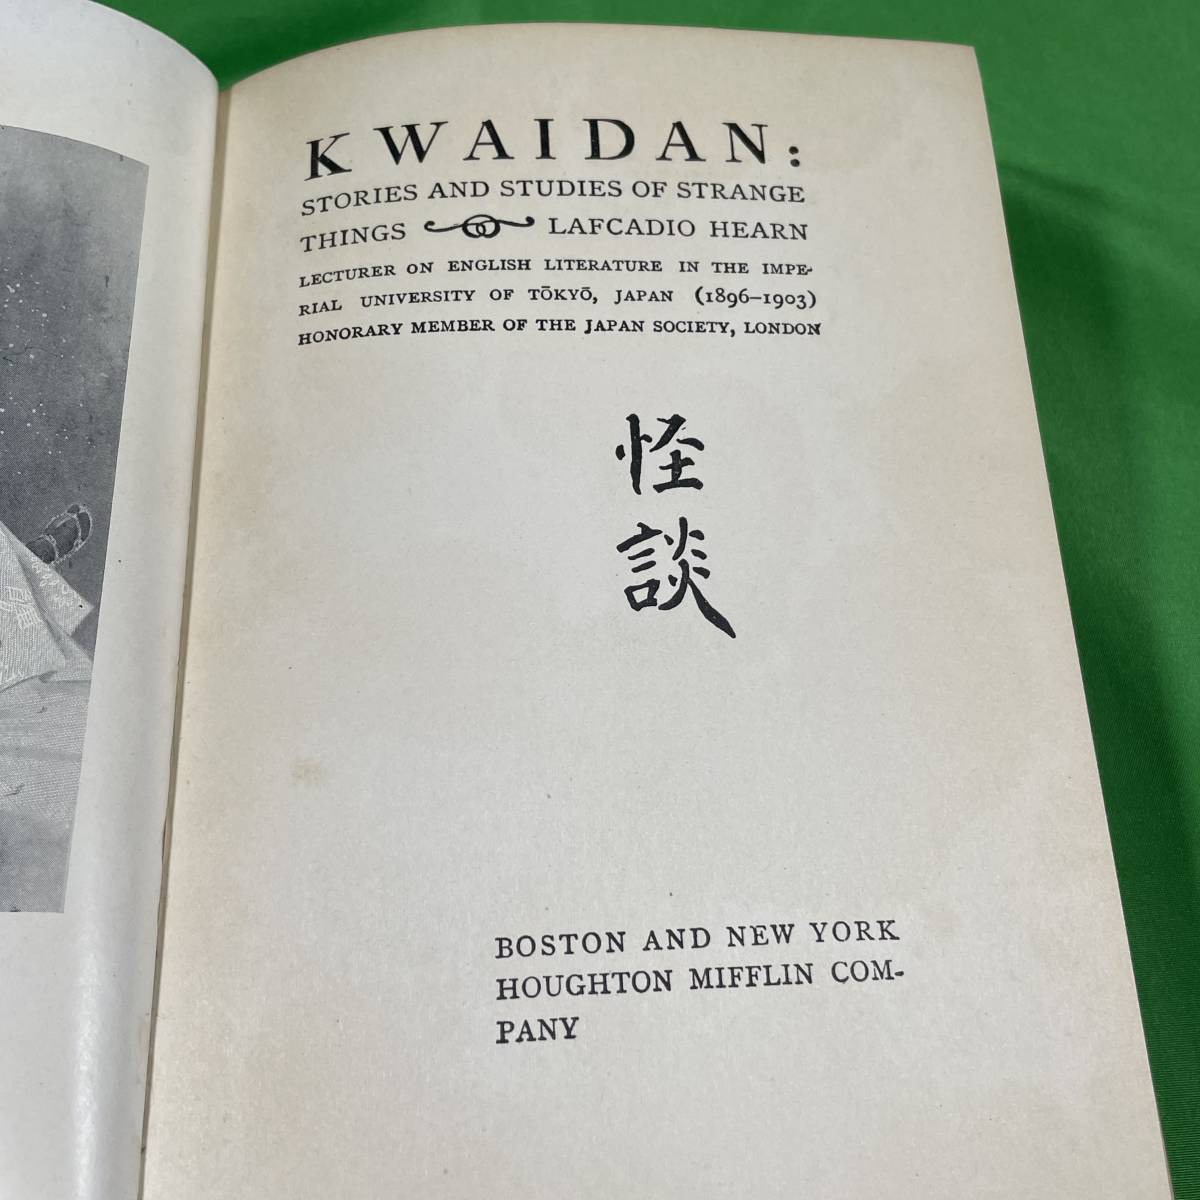 KWAIDAN:
STORIES AND STUDIES OF STRANGE
THINGS LAFCADIO HEARN
LECTURER ON ENGLISH LITERATURE IN THE IMPE-
RIAL UNIVERSITY OF TŌKYŌ, JAPAN (1896–1903)
HONORARY MEMBER OF THE JAPAN SOCIETY, LONDON
怪
談
BOSTON AND NEW YORK
HOUGHTON MIFFLIN COM-
PANY